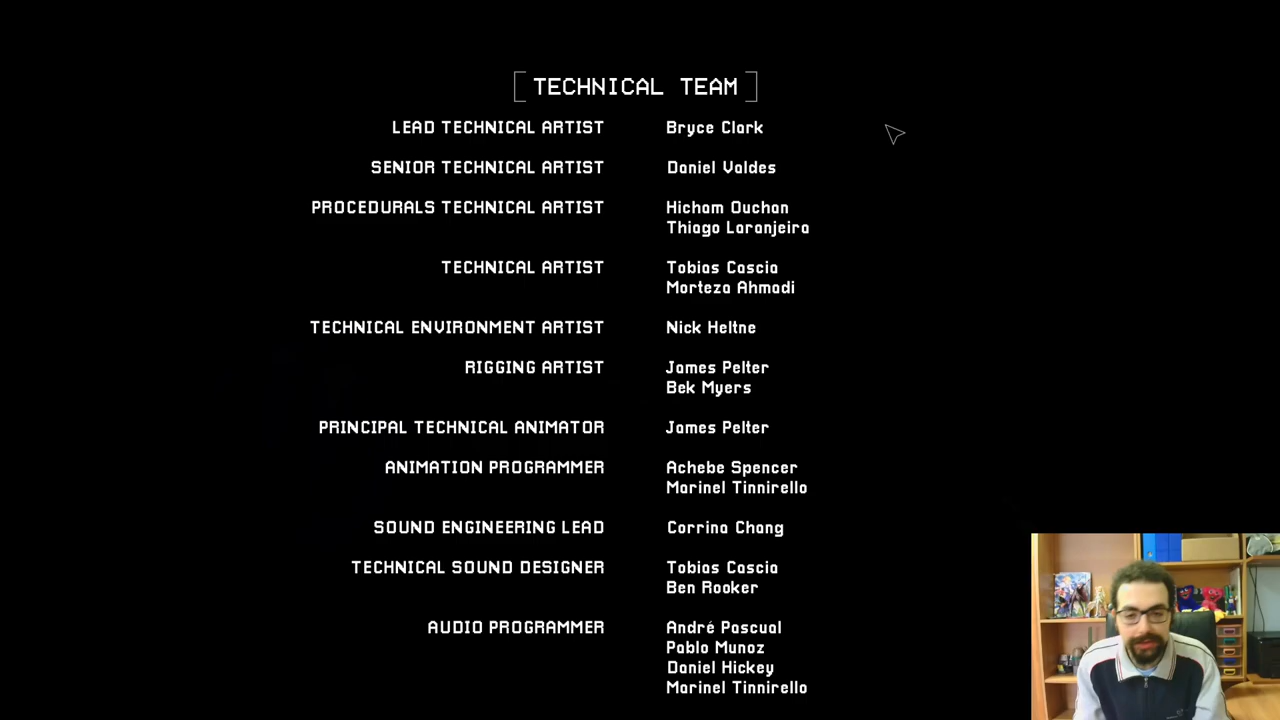 TECHNICAL TEAM
LEAD TECHNICAL ARTIST Bryce Clark
SENIOR TECHNICAL ARTIST Daniel Valdes
PROCEDURALS TECHNICAL ARTIST Hicham Ouchan
Thiago Laranjeira
TECHNICAL ARTIST Tobias Cascia
Morteza Ahmadi
TECHNICAL ENVIRONMENT ARTIST Nick Heltne
RIGGING ARTIST James Pelter
Bek Myers
PRINCIPAL TECHNICAL ANIMATOR James Pelter
ANIMATION PROGRAMMER Achebe Spencer
Marinel Tinnirello
SOUND ENGINEERING LEAD Corrina Chang
TECHNICAL SOUND DESIGNER Tobias Cascia
Ben Rooker
AUDIO PROGRAMMER André Pascual
Pablo Munoz
Daniel Hickey
Marinel Tinnirello